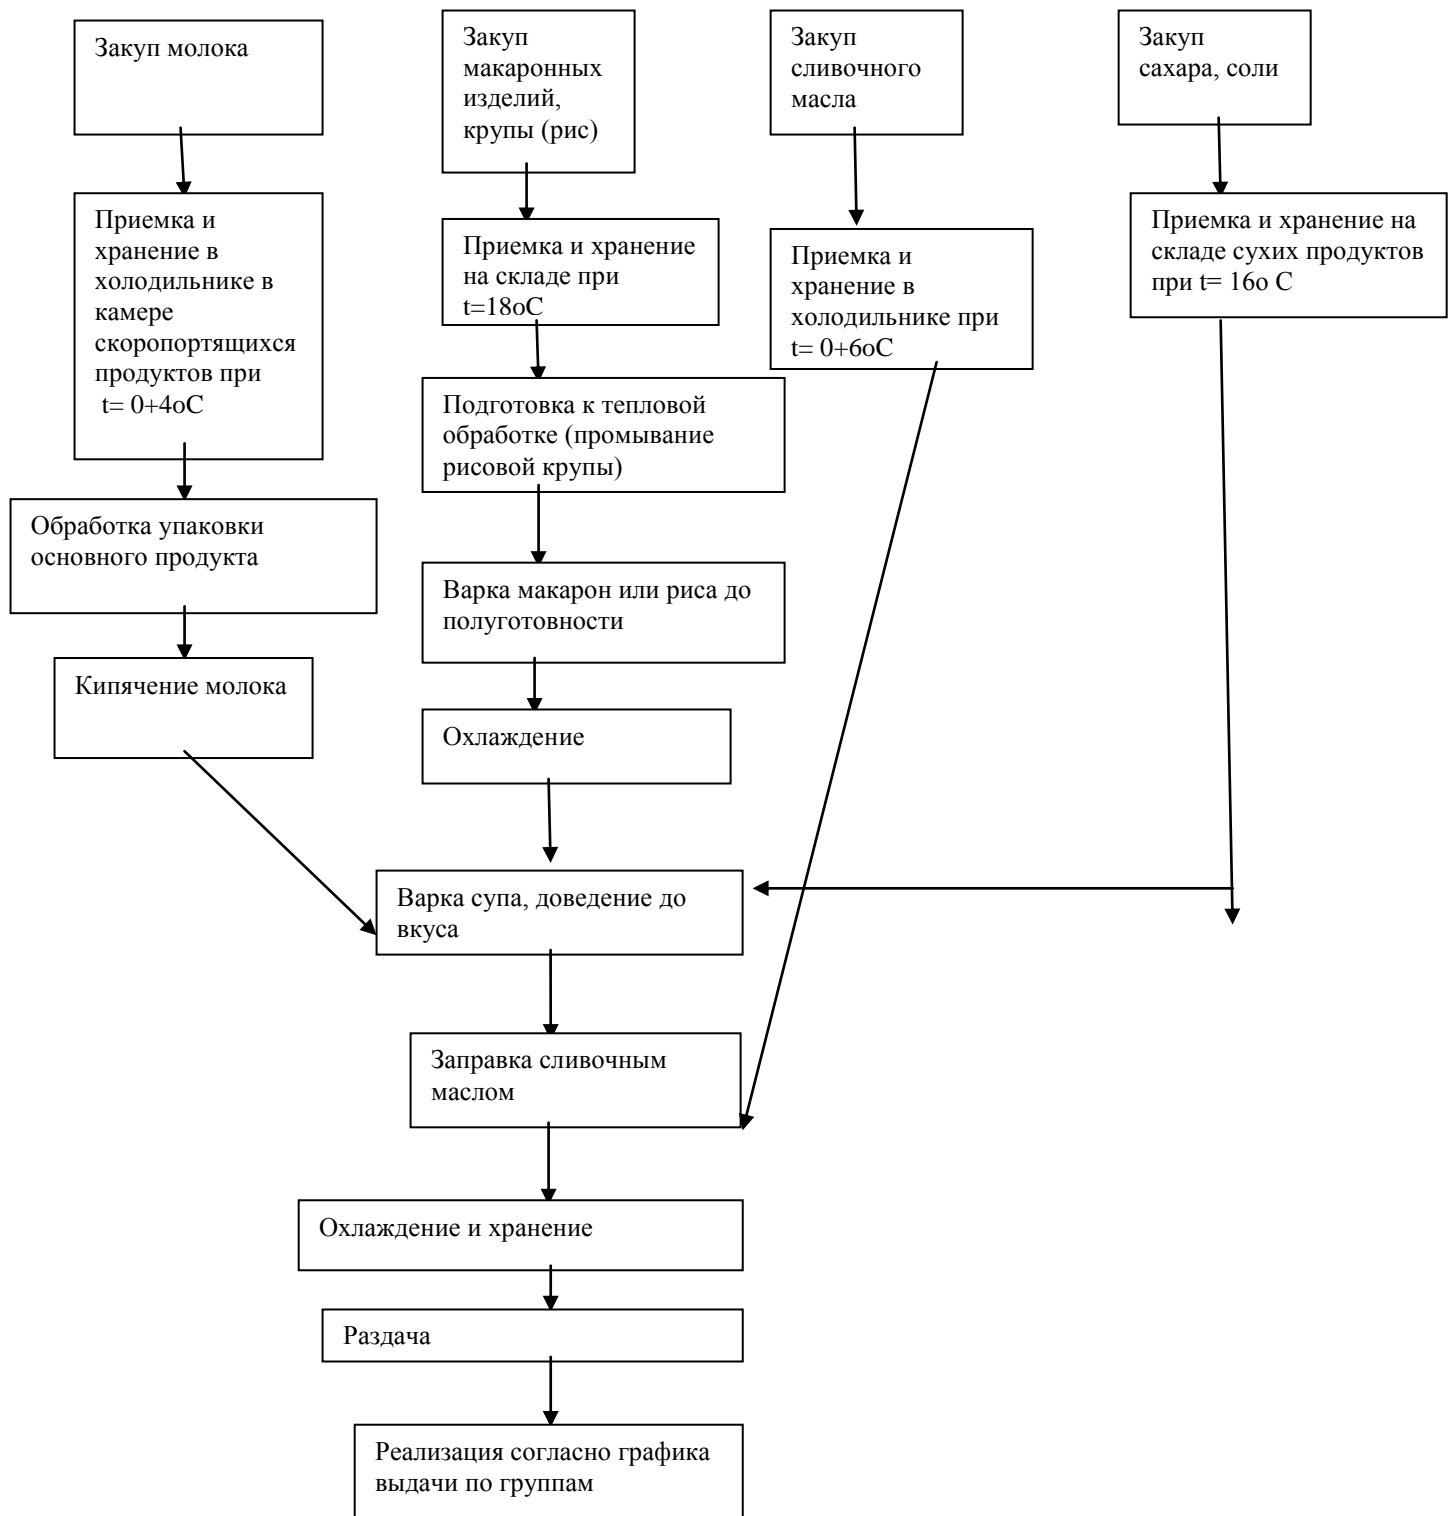 Закуп молока
Закуп
макаронных
изделий,
крупы (рис)
Закуп
сливочного
масла
Закуп
сахара, соли
Приемка и
хранение в
холодильнике в
камере
скоропортящихся
продуктов при
t= 0+4оС
Приемка и хранение
на складе при
t=18оС
Приемка и
хранение в
холодильнике при
t= 0+6оС
Приемка и хранение на
складе сухих продуктов
при t= 16о С
Подготовка к тепловой
обработке (промывание
рисовой крупы)
Обработка упаковки
основного продукта
Варка макарон или риса до
полуготовности
Кипячение молока
Охлаждение
Варка супа, доведение до
вкуса
Заправка сливочным
маслом
Охлаждение и хранение
Раздача
Реализация согласно графика
выдачи по группам